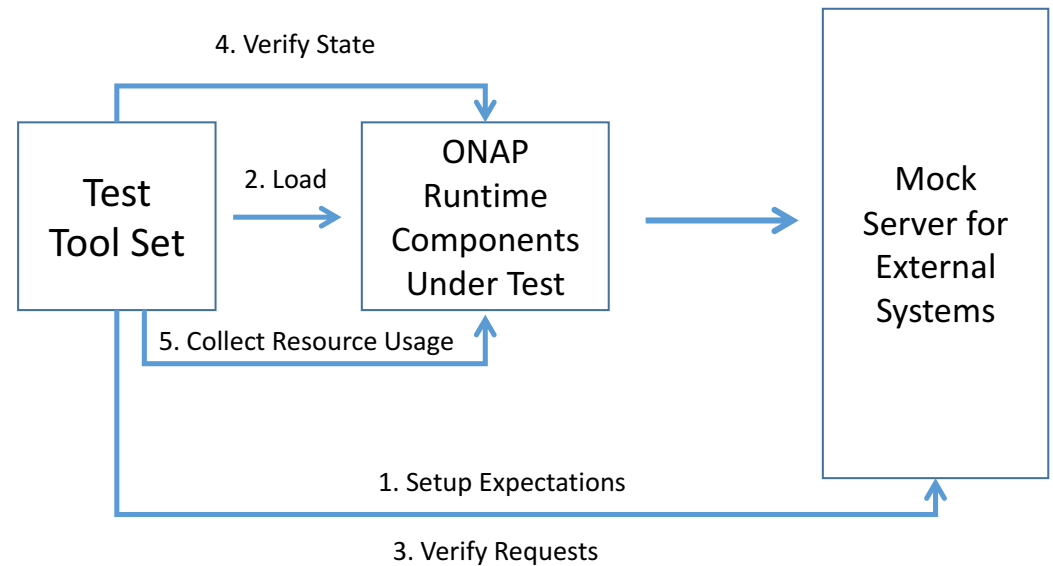 4. Verify State
Test
Tool Set
2. Load
ONAP
Runtime
Components
Under Test
Mock
Server for
External
Systems
5. Collect Resource Usage
1. Setup Expectations
3. Verify Requests